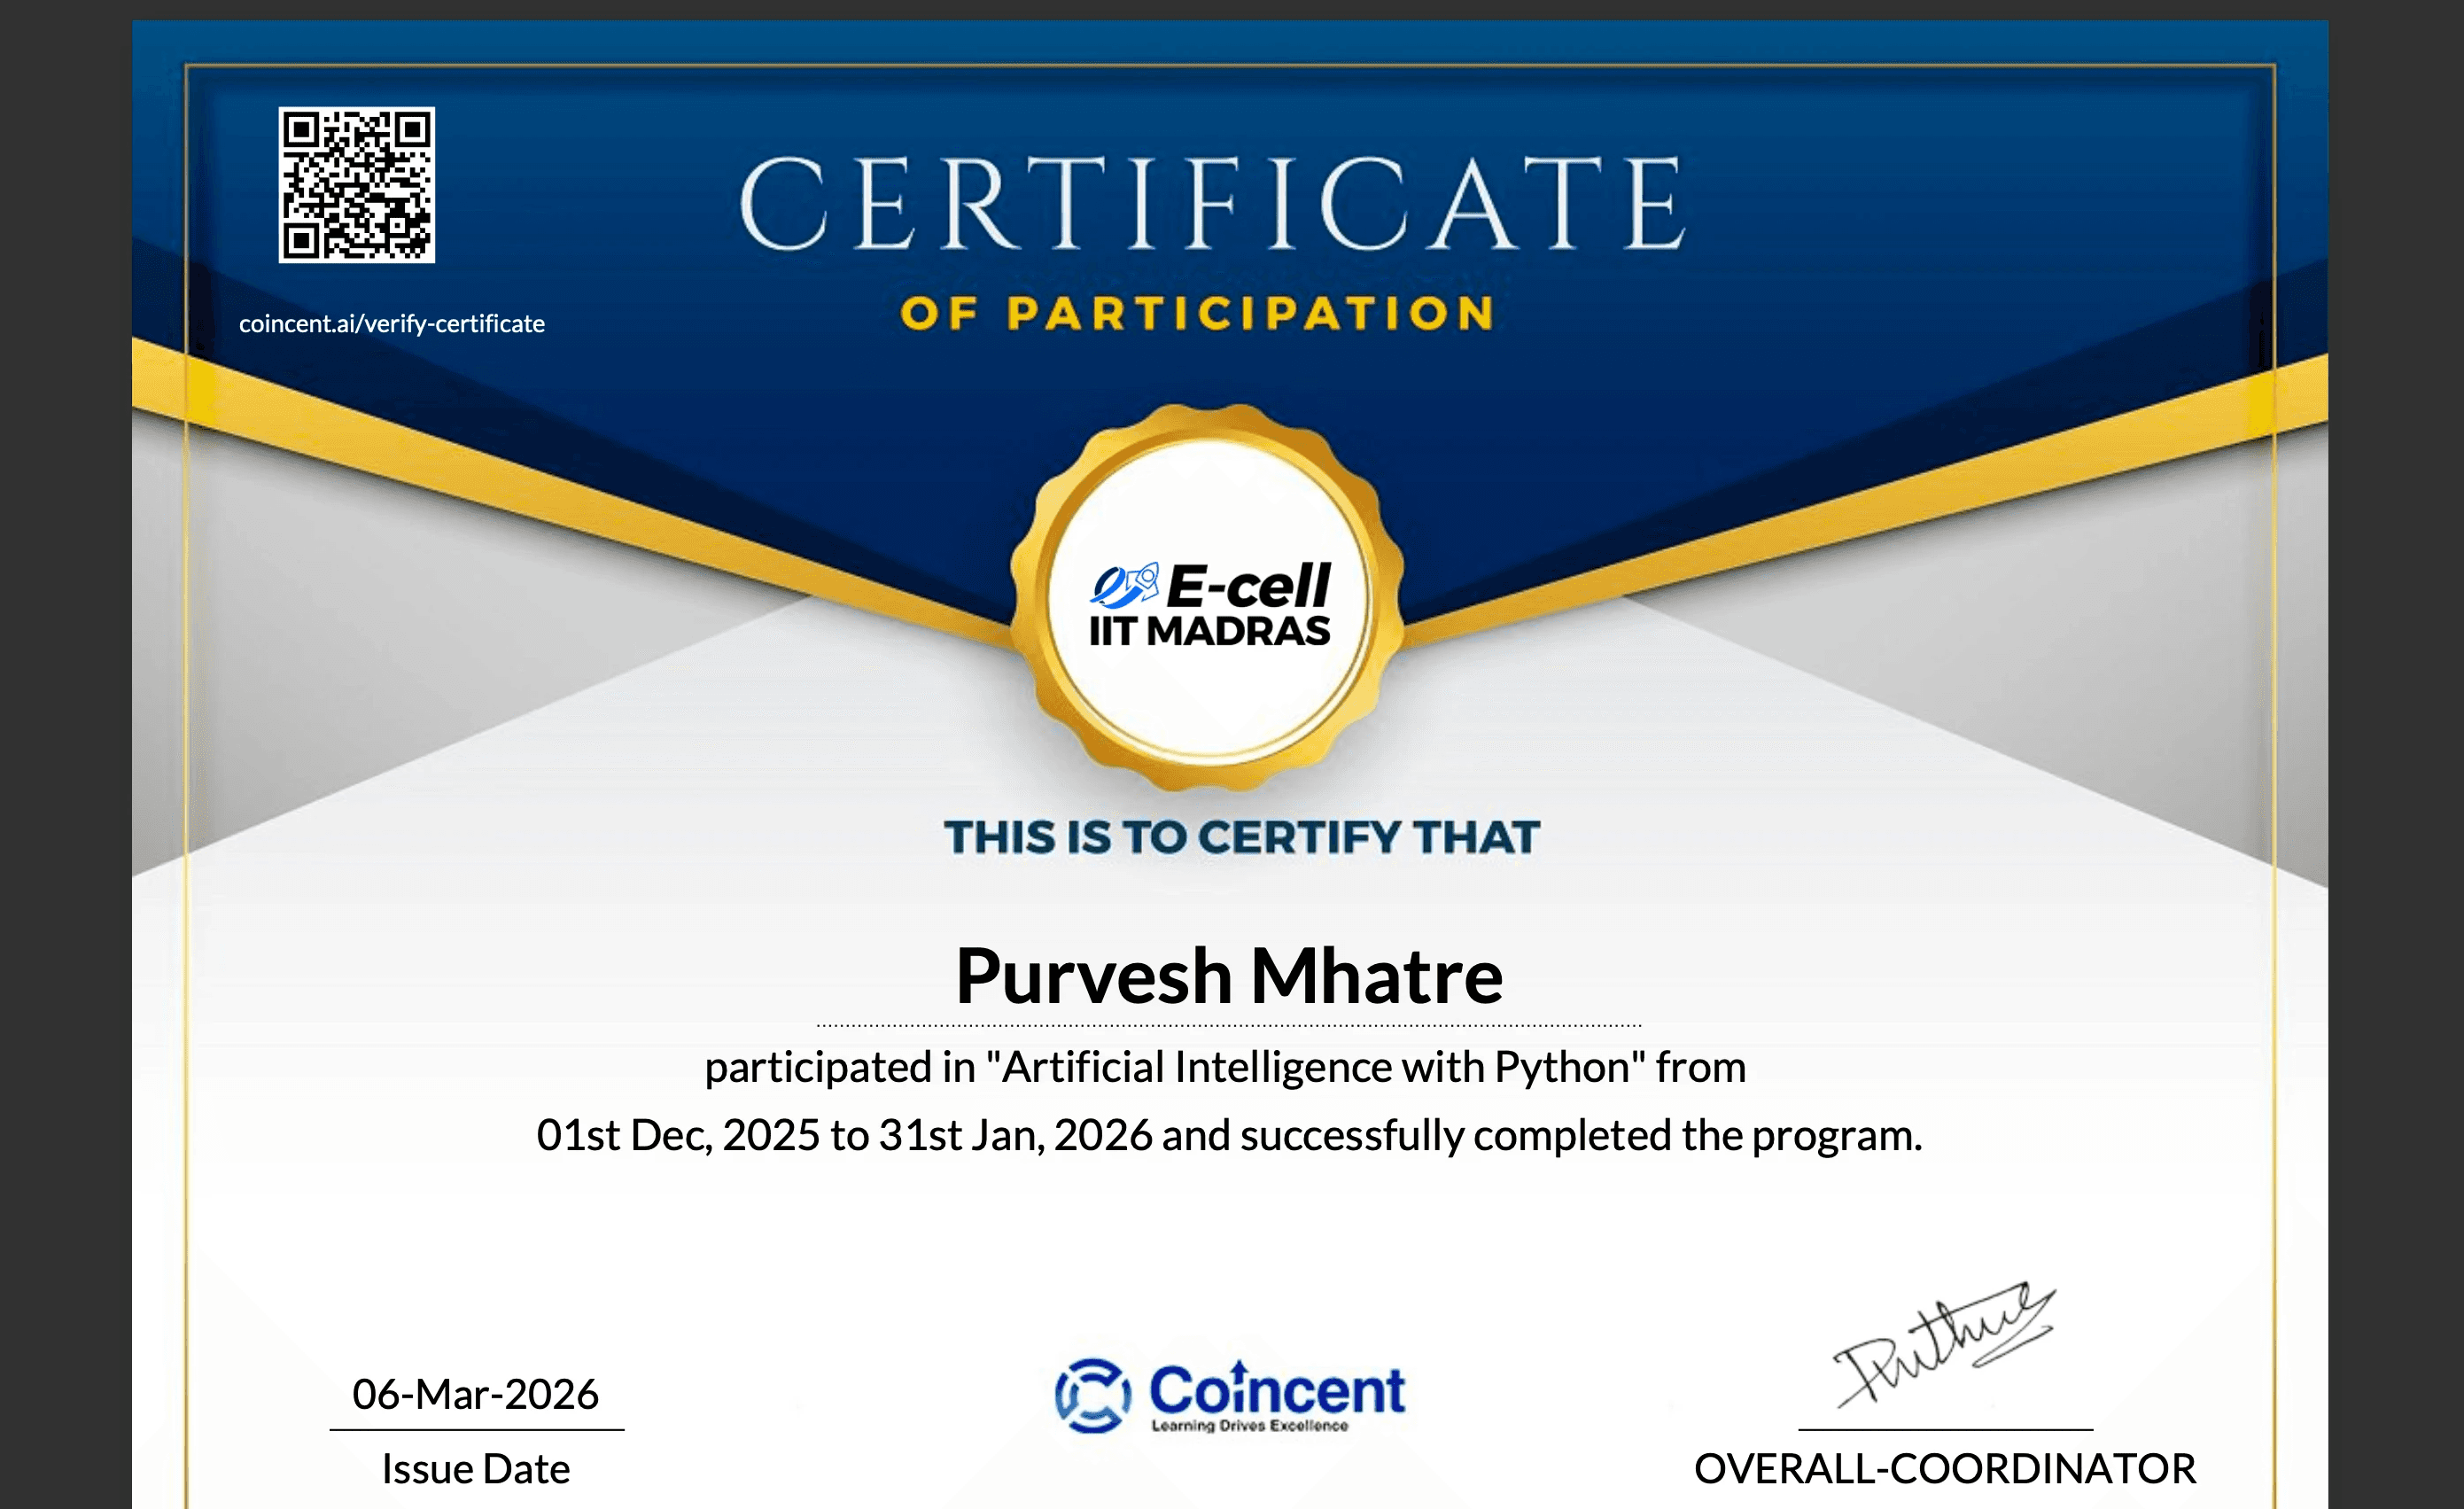 CERTIFICATE
OF PARTICIPATION
coincent.ai/verify-certificate
E-cell
IIT MADRAS
THIS IS TO CERTIFY THAT
Purvesh Mhatre
participated in "Artificial Intelligence with Python" from
01st Dec, 2025 to 31st Jan, 2026 and successfully completed the program.
06-Mar-2026
Issue Date
Coincent
Learning Drives Excellence
OVERALL-COORDINATOR